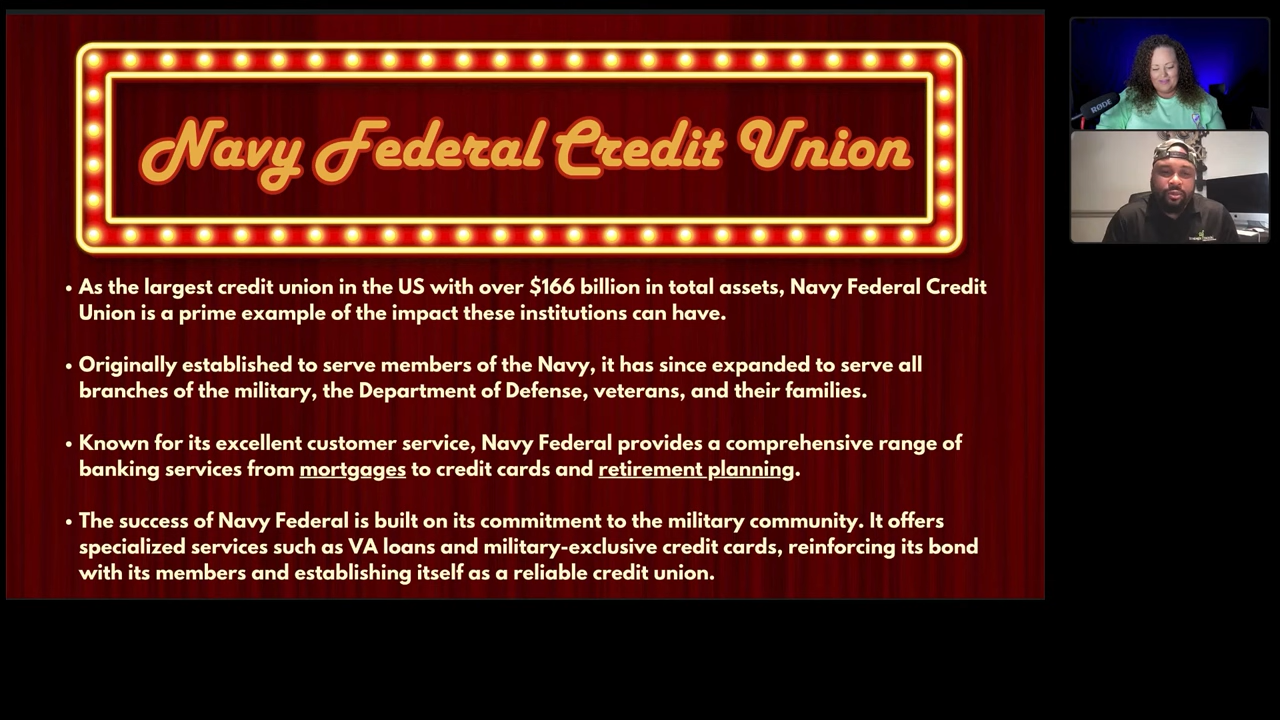 Navy Federal Credit Union
• As the largest credit union in the US with over $166 billion in total assets, Navy Federal Credit
Union is a prime example of the impact these institutions can have.
• Originally established to serve members of the Navy, it has since expanded to serve all
branches of the military, the Department of Defense, veterans, and their families.
• Known for its excellent customer service, Navy Federal provides a comprehensive range of
banking services from mortgages to credit cards and retirement planning.
• The success of Navy Federal is built on its commitment to the military community. It offers
specialized services such as VA loans and military-exclusive credit cards, reinforcing its bond
with its members and establishing itself as a reliable credit union.
RØDE